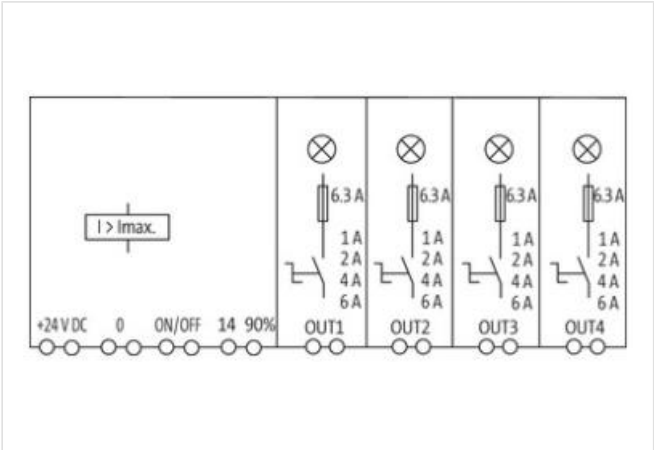 I > Imax.
+24 V DC 0 ON/OFF 14 90%
6.3 A
1 A
2 A
4 A
6 A
OUT1
6.3 A
1 A
2 A
4 A
6 A
OUT2
6.3 A
1 A
2 A
4 A
6 A
OUT3
6.3 A
1 A
2 A
4 A
6 A
OUT4